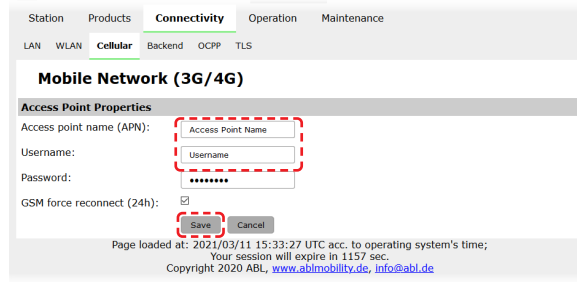 Station Products Connectivity Operation Maintenance
LAN WLAN Cellular Backend OCPP TLS
Mobile Network (3G/4G)
Access Point Properties
Access point name (APN): Access Point Name
Username: Username
Password: ••••••••
GSM force reconnect (24h):
Save Cancel
Page loaded at: 2021/03/11 15:33:27 UTC acc. to operating system's time;
Your session will expire in 1157 sec.
Copyright 2020 ABL, www.ablmobility.de, info@abl.de